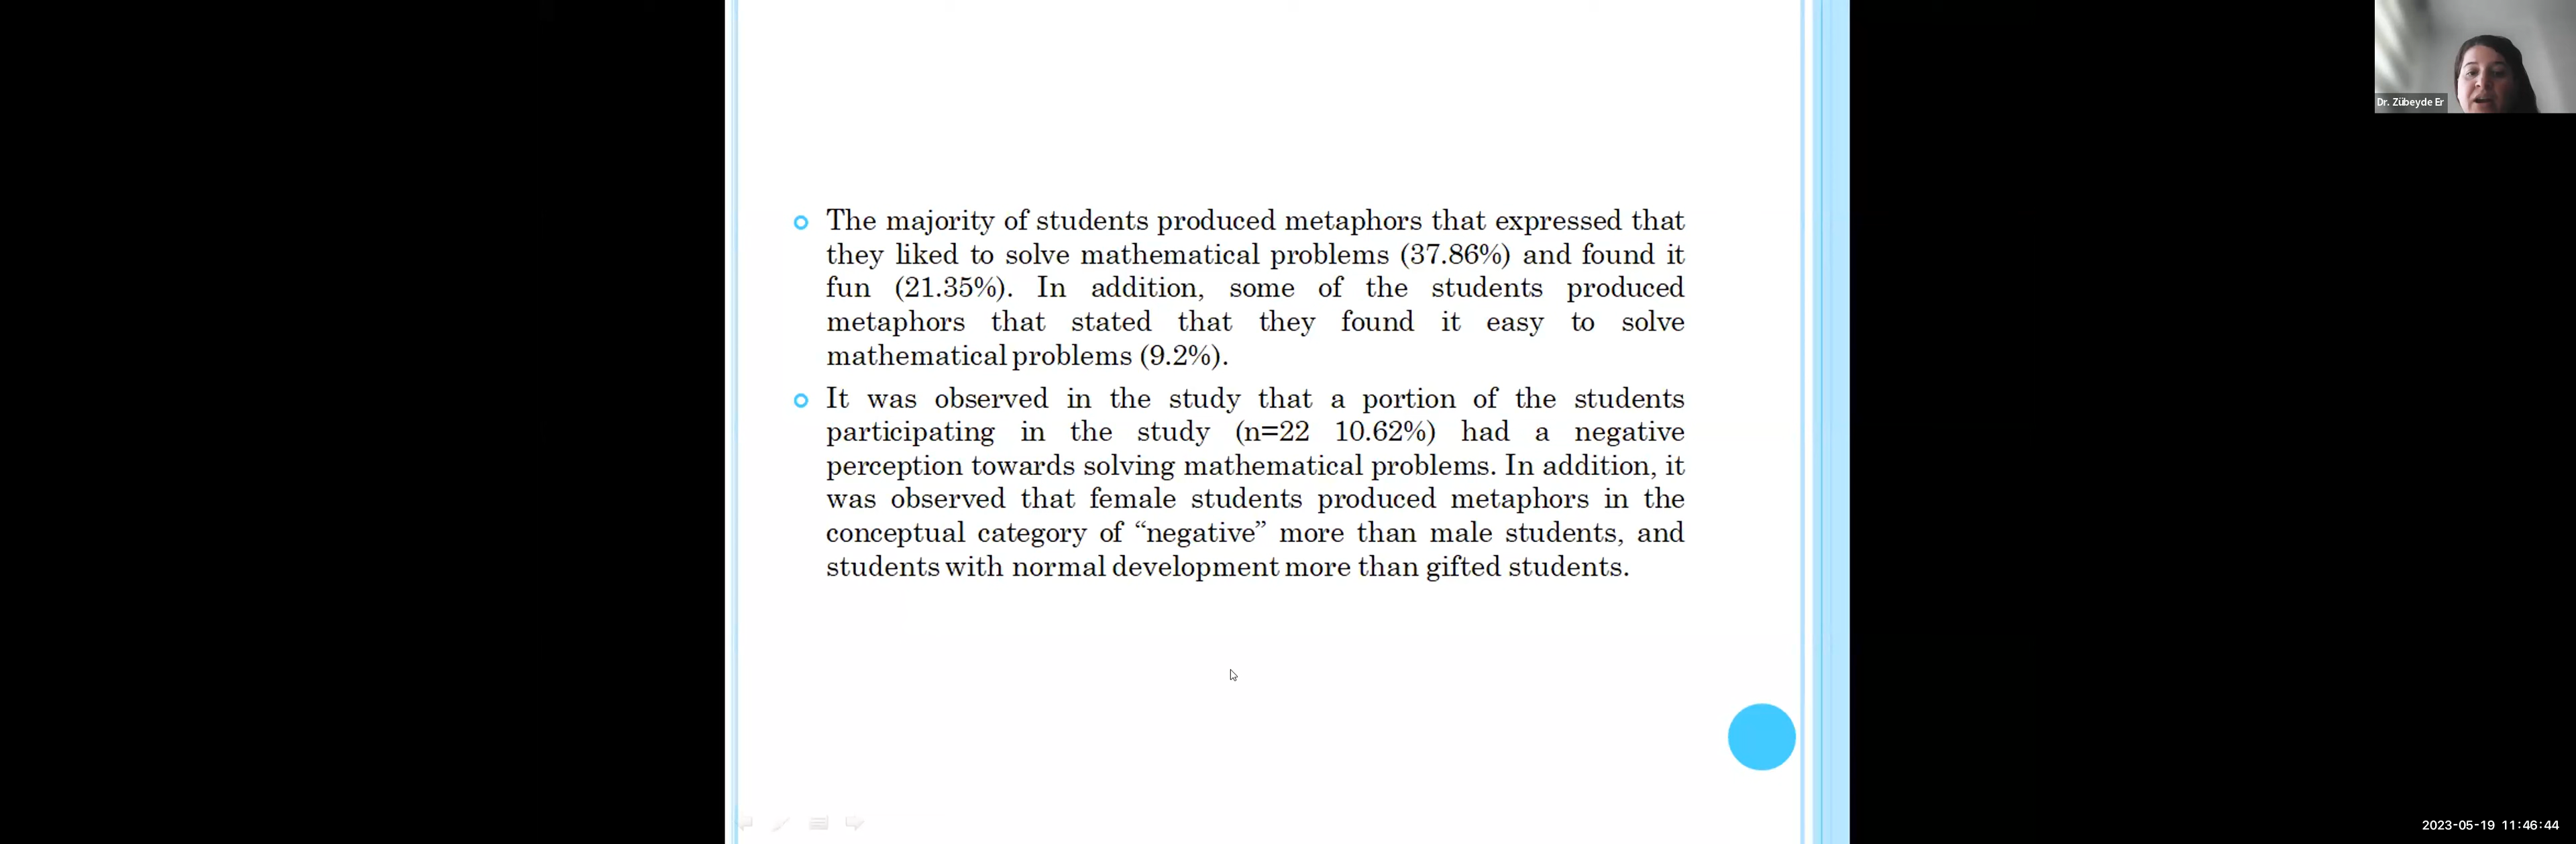 The majority of students produced metaphors that expressed that
they liked to solve mathematical problems (37.86%) and found it
fun (21.35%). In addition, some of the students produced
metaphors that stated that they found it easy to solve
mathematical problems (9.2%).
It was observed in the study that a portion of the students
participating in the study (n=22 10.62%) had a negative
perception towards solving mathematical problems. In addition, it
was observed that female students produced metaphors in the
conceptual category of “negative” more than male students, and
students with normal development more than gifted students.
Dr. Zübeyde Er
2023-05-19 11:46:44